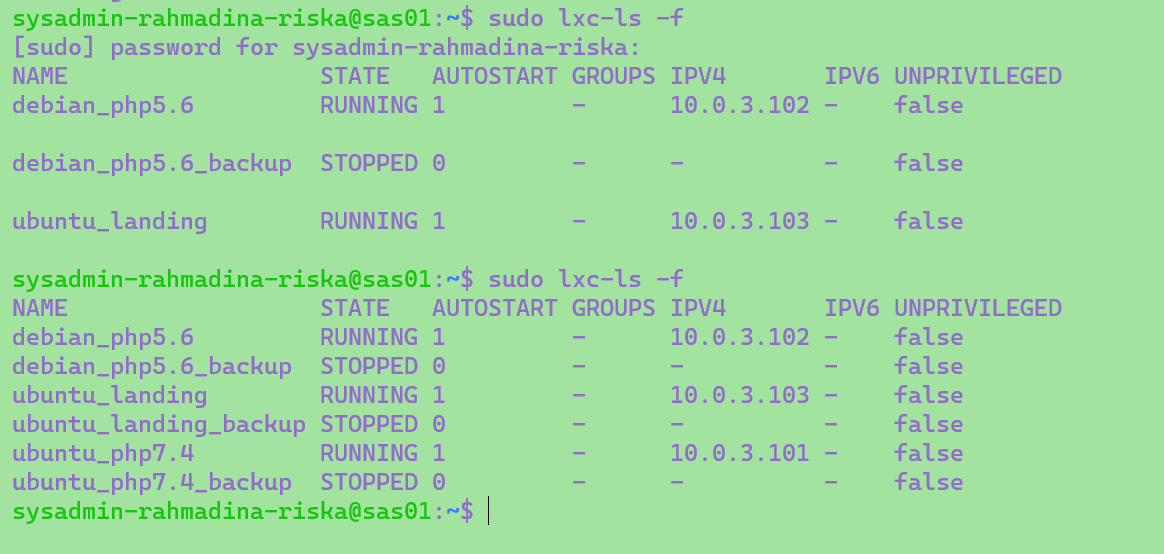 sysadmin-rahmadina-riska@sas01:~$ sudo lxc-ls -f
[sudo] password for sysadmin-rahmadina-riska:
NAME                  STATE   AUTOSTART GROUPS IPV4       IPV6 UNPRIVILEGED
debian_php5.6         RUNNING 1         -      10.0.3.102 -    false
debian_php5.6_backup  STOPPED 0         -      -          -    false
ubuntu_landing        RUNNING 1         -      10.0.3.103 -    false
sysadmin-rahmadina-riska@sas01:~$ sudo lxc-ls -f
NAME                  STATE   AUTOSTART GROUPS IPV4       IPV6 UNPRIVILEGED
debian_php5.6         RUNNING 1         -      10.0.3.102 -    false
debian_php5.6_backup  STOPPED 0         -      -          -    false
ubuntu_landing        RUNNING 1         -      10.0.3.103 -    false
ubuntu_landing_backup STOPPED 0         -      -          -    false
ubuntu_php7.4         RUNNING 1         -      10.0.3.101 -    false
ubuntu_php7.4_backup  STOPPED 0         -      -          -    false
sysadmin-rahmadina-riska@sas01:~$